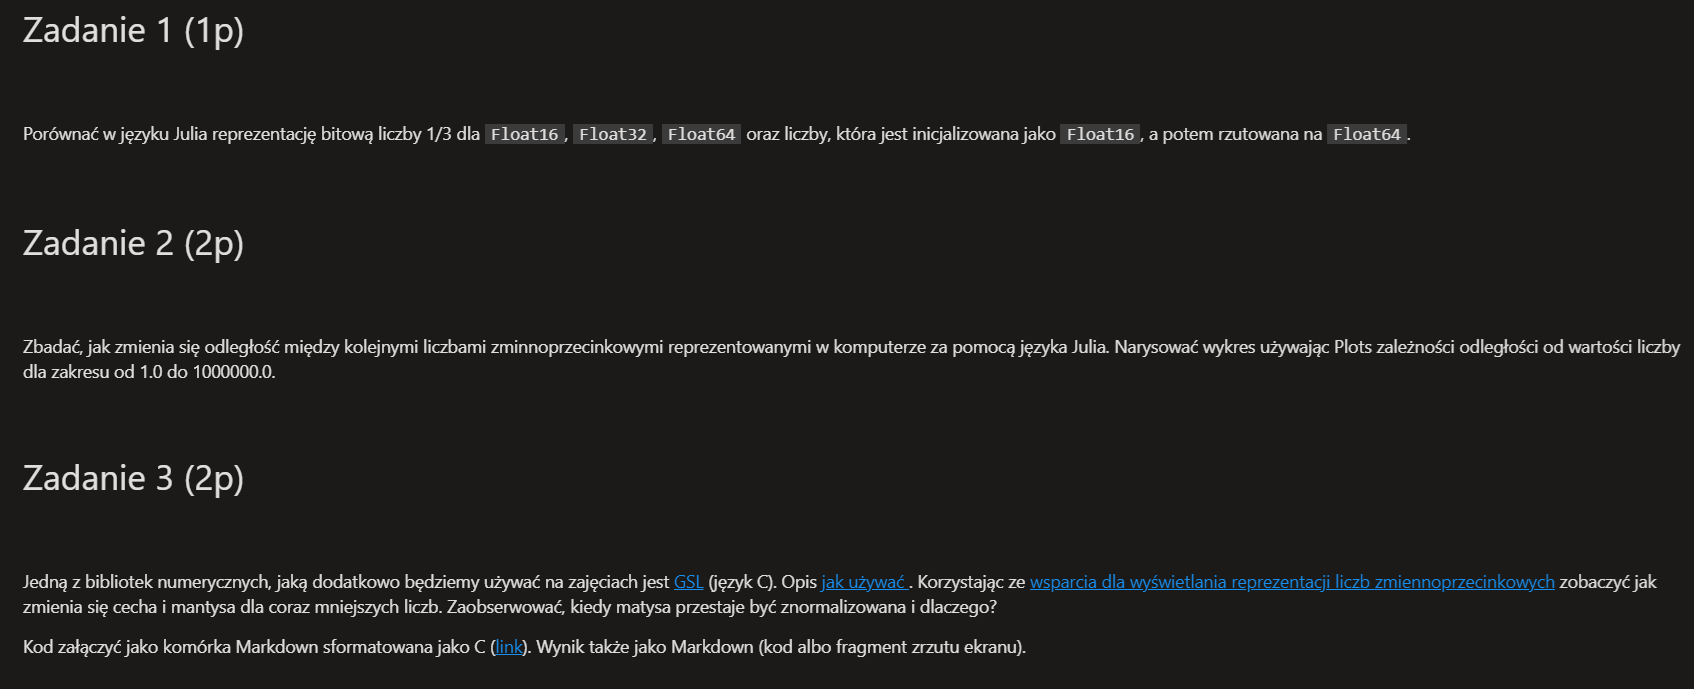 Zadanie 1 (1p)
Porównać w języku Julia reprezentację bitową liczby 1/3 dla Float16, Float32, Float64 oraz liczby, która jest inicjalizowana jako Float16, a potem rzutowana na Float64.
Zadanie 2 (2p)
Zbadać, jak zmienia się odległość między kolejnymi liczbami zminnoprzecinkowymi reprezentowanymi w komputerze za pomocą języka Julia. Narysować wykres używając Plots zależności odległości od wartości liczby
dla zakresu od 1.0 do 1000000.0.
Zadanie 3 (2p)
Jedną z bibliotek numerycznych, jaką dodatkowo będziemy używać na zajęciach jest GSL (język C). Opis jak używać . Korzystając ze wsparcia dla wyświetlania reprezentacji liczb zmiennoprzecinkowych zobaczyć jak
zmienia się cecha i mantysa dla coraz mniejszych liczb. Zaobserwować, kiedy matysa przestaje być znormalizowana i dlaczego?
Kod załączyć jako komórka Markdown sformatowana jako C (link). Wynik także jako Markdown (kod albo fragment zrzutu ekranu).